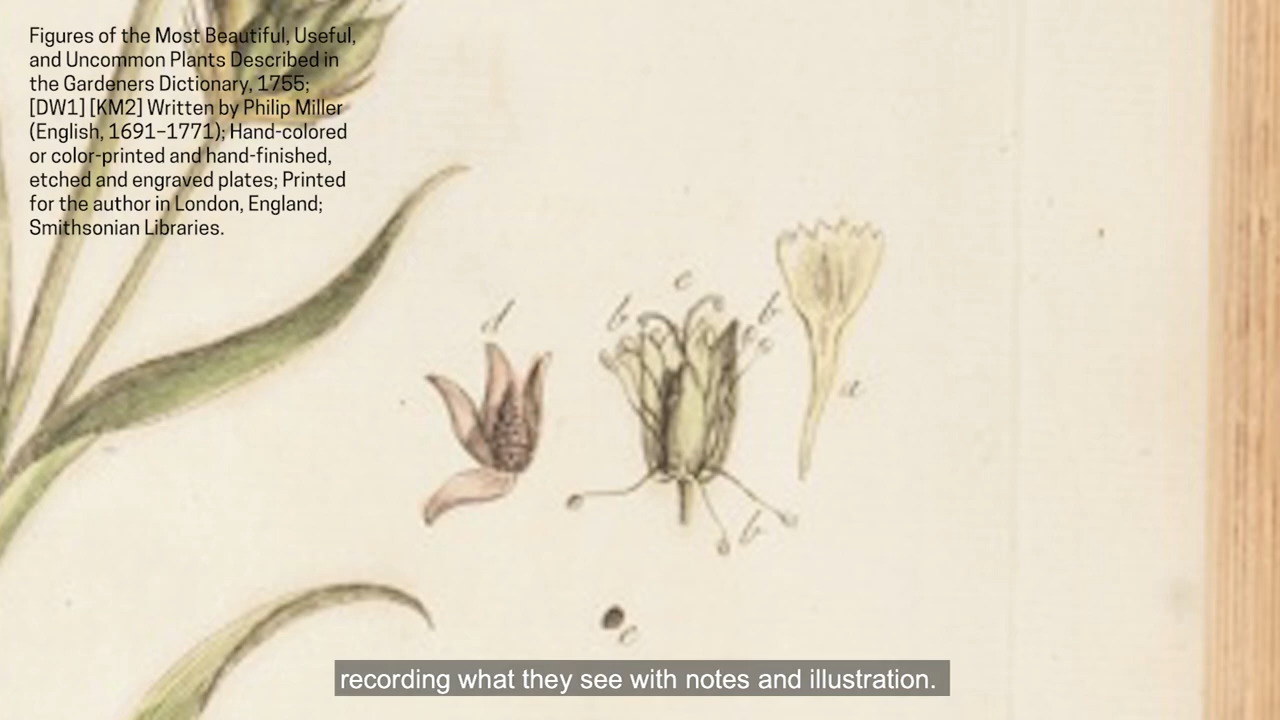 Figures of the Most Beautiful, Useful,
and Uncommon Plants Described in
the Gardeners Dictionary, 1755;
[DW1] [KM2] Written by Philip Miller
(English, 1691–1771); Hand-colored
or color-printed and hand-finished,
etched and engraved plates; Printed
for the author in London, England;
Smithsonian Libraries.
c
d b b
a
b
c
recording what they see with notes and illustration.